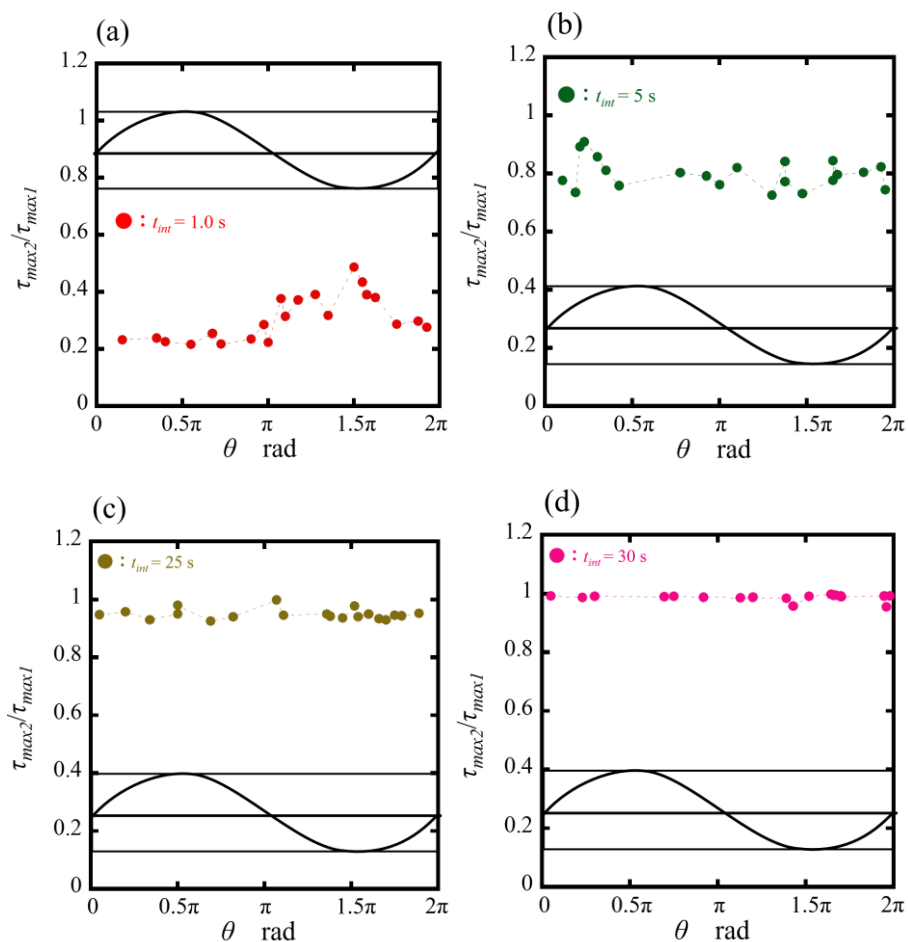 (a)
1.2
1
0.8
0.6
0.4
0.2
0
τmax2/τmax1
: tint = 1.0 s
0 0.5π π 1.5π 2π
θ rad
(b)
1.2
1
0.8
0.6
0.4
0.2
0
τmax2/τmax1
: tint = 5 s
0 0.5π π 1.5π 2π
θ rad
(c)
1.2
1
0.8
0.6
0.4
0.2
0
τmax2/τmax1
: tint = 25 s
0 0.5π π 1.5π 2π
θ rad
(d)
1.2
1
0.8
0.6
0.4
0.2
0
τmax2/τmax1
: tint = 30 s
0 0.5π π 1.5π 2π
θ rad